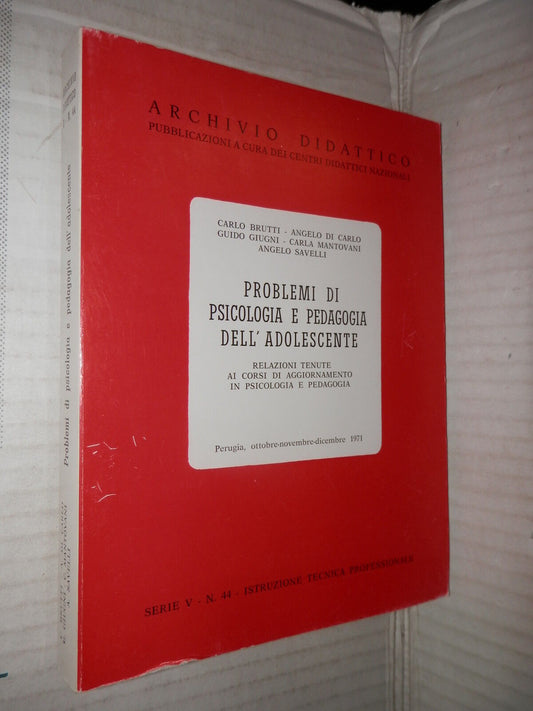 ARCHIVIO DIDATTICO
PUBBLICAZIONI A CURA DEI CENTRI DIDATTICI NAZIONALI
CARLO BRUTTI - ANGELO DI CARLO
GUIDO GIUGNI - CARLA MANTOVANI
ANGELO SAVELLI
PROBLEMI DI
PSICOLOGIA E PEDAGOGIA
DELL'ADOLESCENTE
RELAZIONI TENUTE
AI CORSI DI AGGIORNAMENTO
IN PSICOLOGIA E PEDAGOGIA
Perugia, ottobre-novembre-dicembre 1971
SERIE V - N. 44 - ISTRUZIONE TECNICA PROFESSIONALE
Problemi di psicologia e pedagogia dell'adolescente
A. SAVELLI